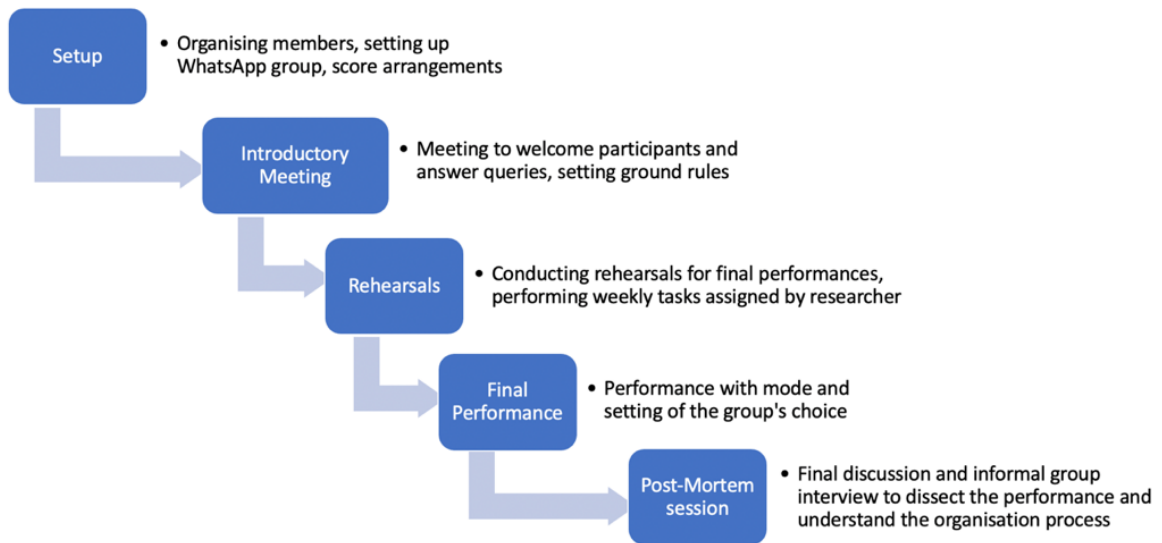 Setup
• Organising members, setting up
WhatsApp group, score arrangements
Introductory
Meeting
• Meeting to welcome participants and
answer queries, setting ground rules
Rehearsals
• Conducting rehearsals for final performances,
performing weekly tasks assigned by researcher
Final
Performance
• Performance with mode and
setting of the group's choice
Post-Mortem
session
• Final discussion and informal group
interview to dissect the performance and
understand the organisation process